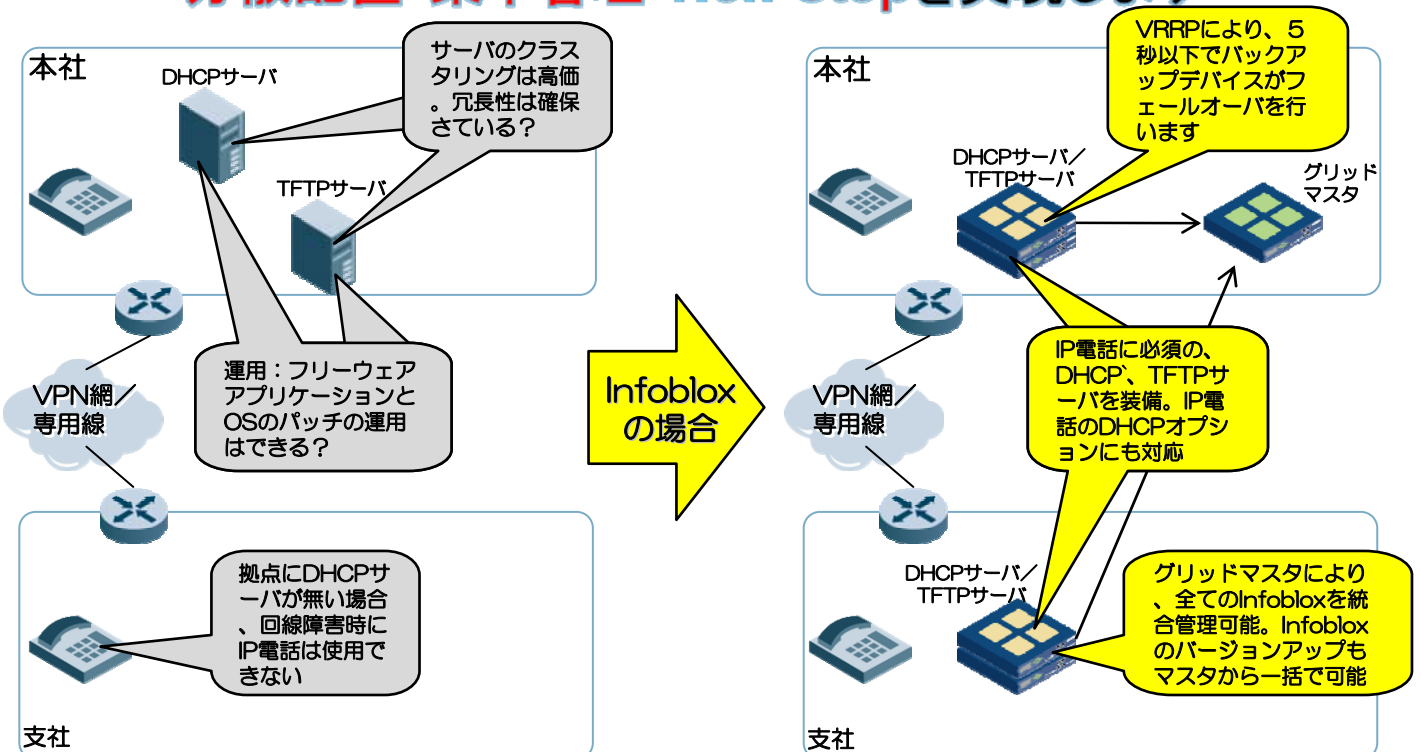 本社
DHCPサーバ
サーバのクラス
タリングは高価
。冗長性は確保
さている?
TFTPサーバ
運用:フリーウェア
アプリケーションと
OSのパッチの運用
はできる?
VPN網/
専用線
拠点にDHCPサ
ーバが無い場合
、回線障害時に
IP電話は使用で
きない
支社
Infoblox
の場合
本社
VRRPにより、5
秒以下でバックア
ップデバイスがフ
ェールオーバを行
います
DHCPサーバ/
TFTPサーバ
グリッド
マスタ
IP電話に必須の、
DHCP`、TFTPサ
ーバを装備。IP電
話のDHCPオプシ
ョンにも対応
VPN網/
専用線
DHCPサーバ/
TFTPサーバ
グリッドマスタにより
、全てのInfobloxを統
合管理可能。Infoblox
のバージョンアップも
マスタから一括で可能
支社